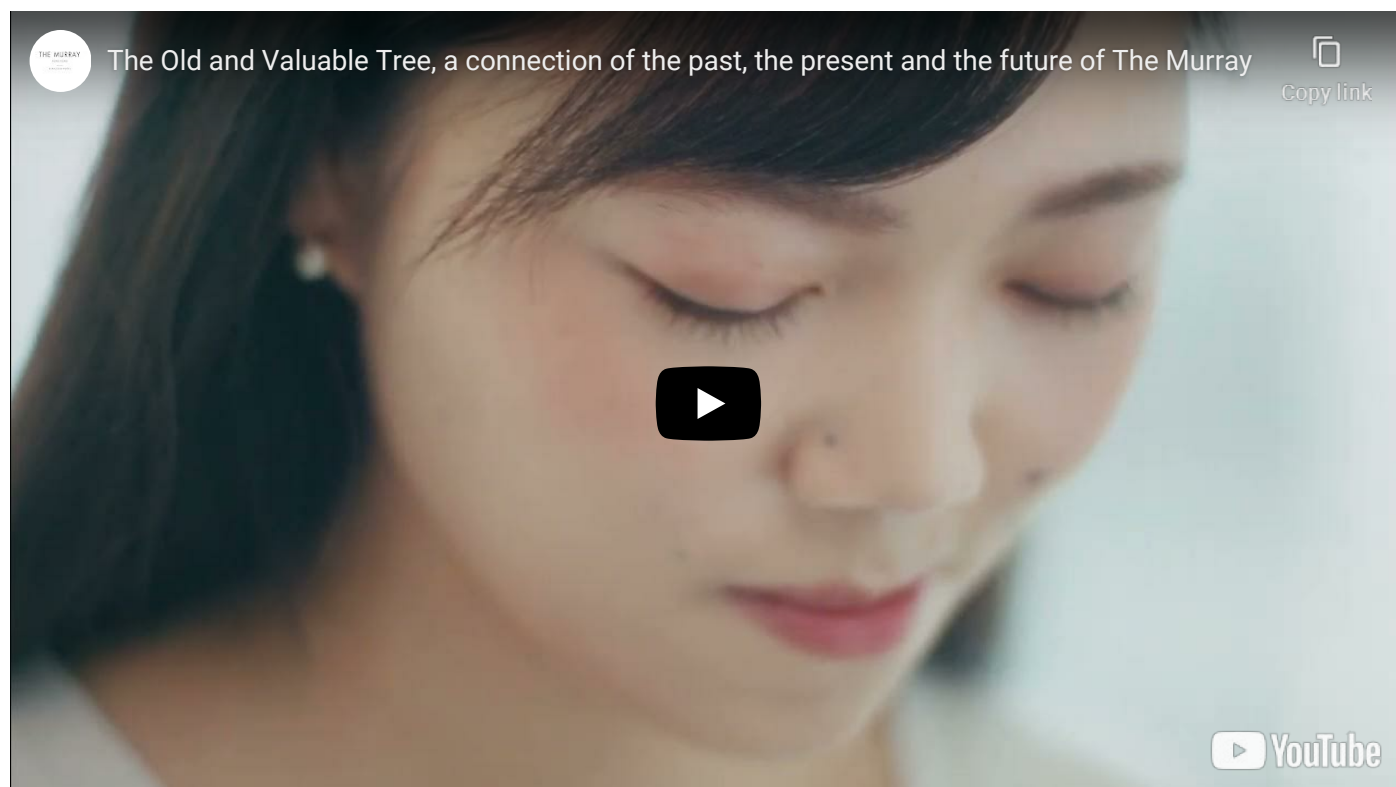 THE MURRAY
The Old and Valuable Tree, a connection of the past, the present and the future of The Murray
Copy link
YouTube